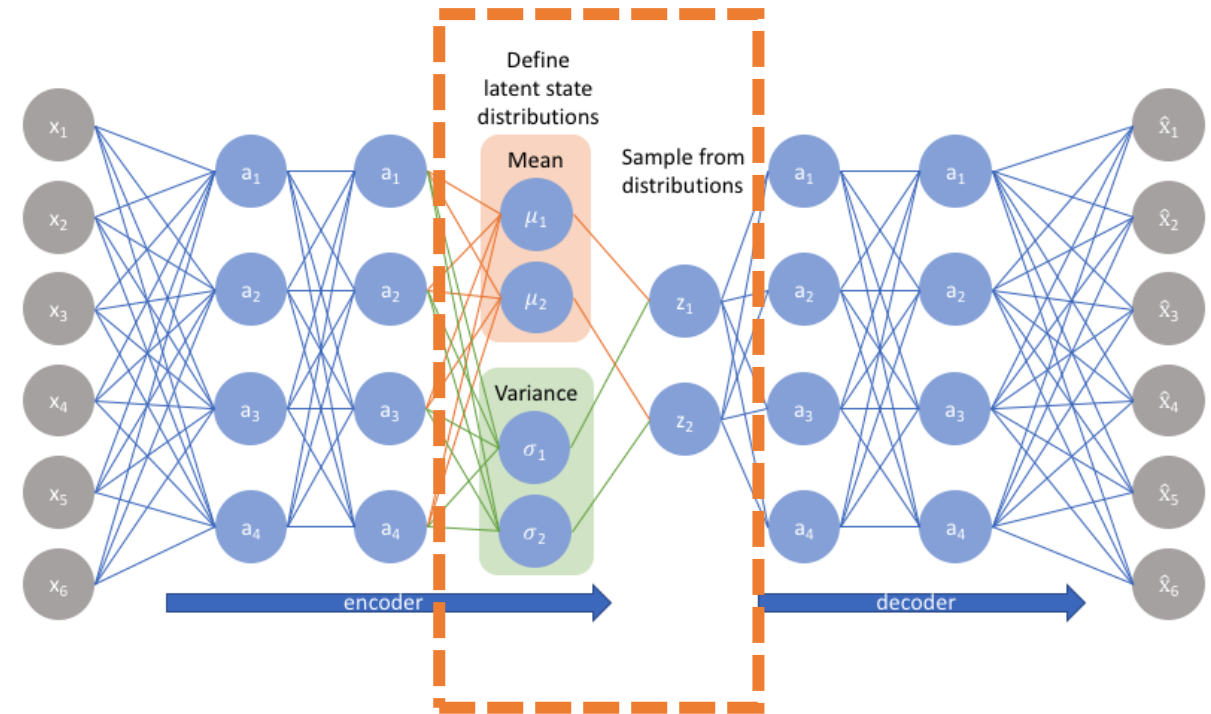 Define
latent state
distributions
Mean
Sample from
distributions
Variance
x₁
x₂
x₃
x₄
x₅
x₆
a₁
a₂
a₃
a₄
a₁
a₂
a₃
a₄
μ₁
μ₂
σ₁
σ₂
z₁
z₂
a₁
a₂
a₃
a₄
a₁
a₂
a₃
a₄
x̂₁
x̂₂
x̂₃
x̂₄
x̂₅
x̂₆
encoder
decoder